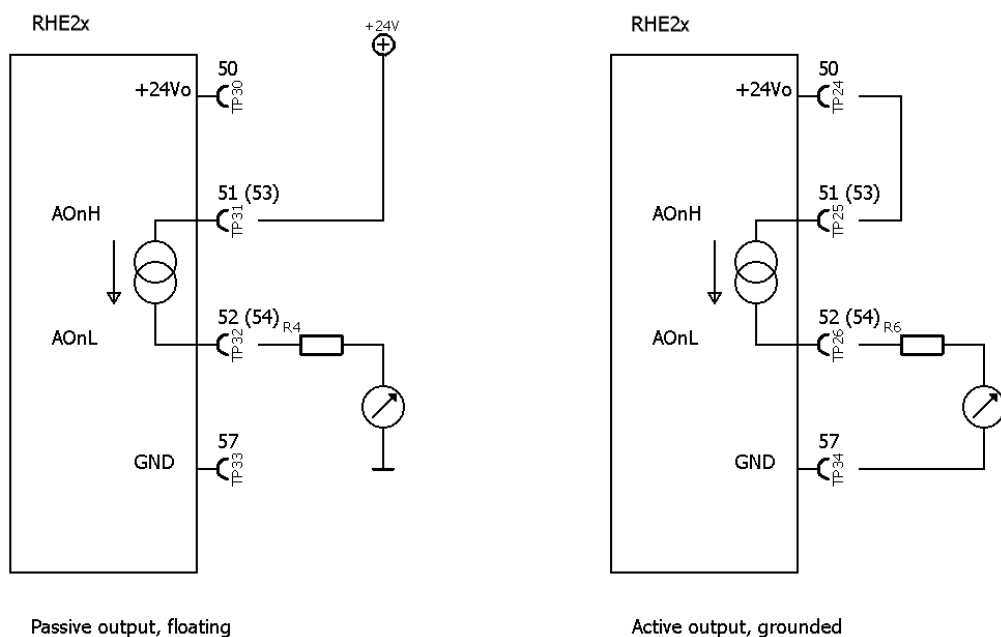 RHE2x
+24V
50
+24Vo
TP30
51 (53)
AOnH
TP31
52 (54)
AOnL
TP32
R4
57
GND
TP33
Passive output, floating
RHE2x
50
+24Vo
TP24
51 (53)
AOnH
TP25
52 (54)
AOnL
TP26
R6
57
GND
TP34
Active output, grounded